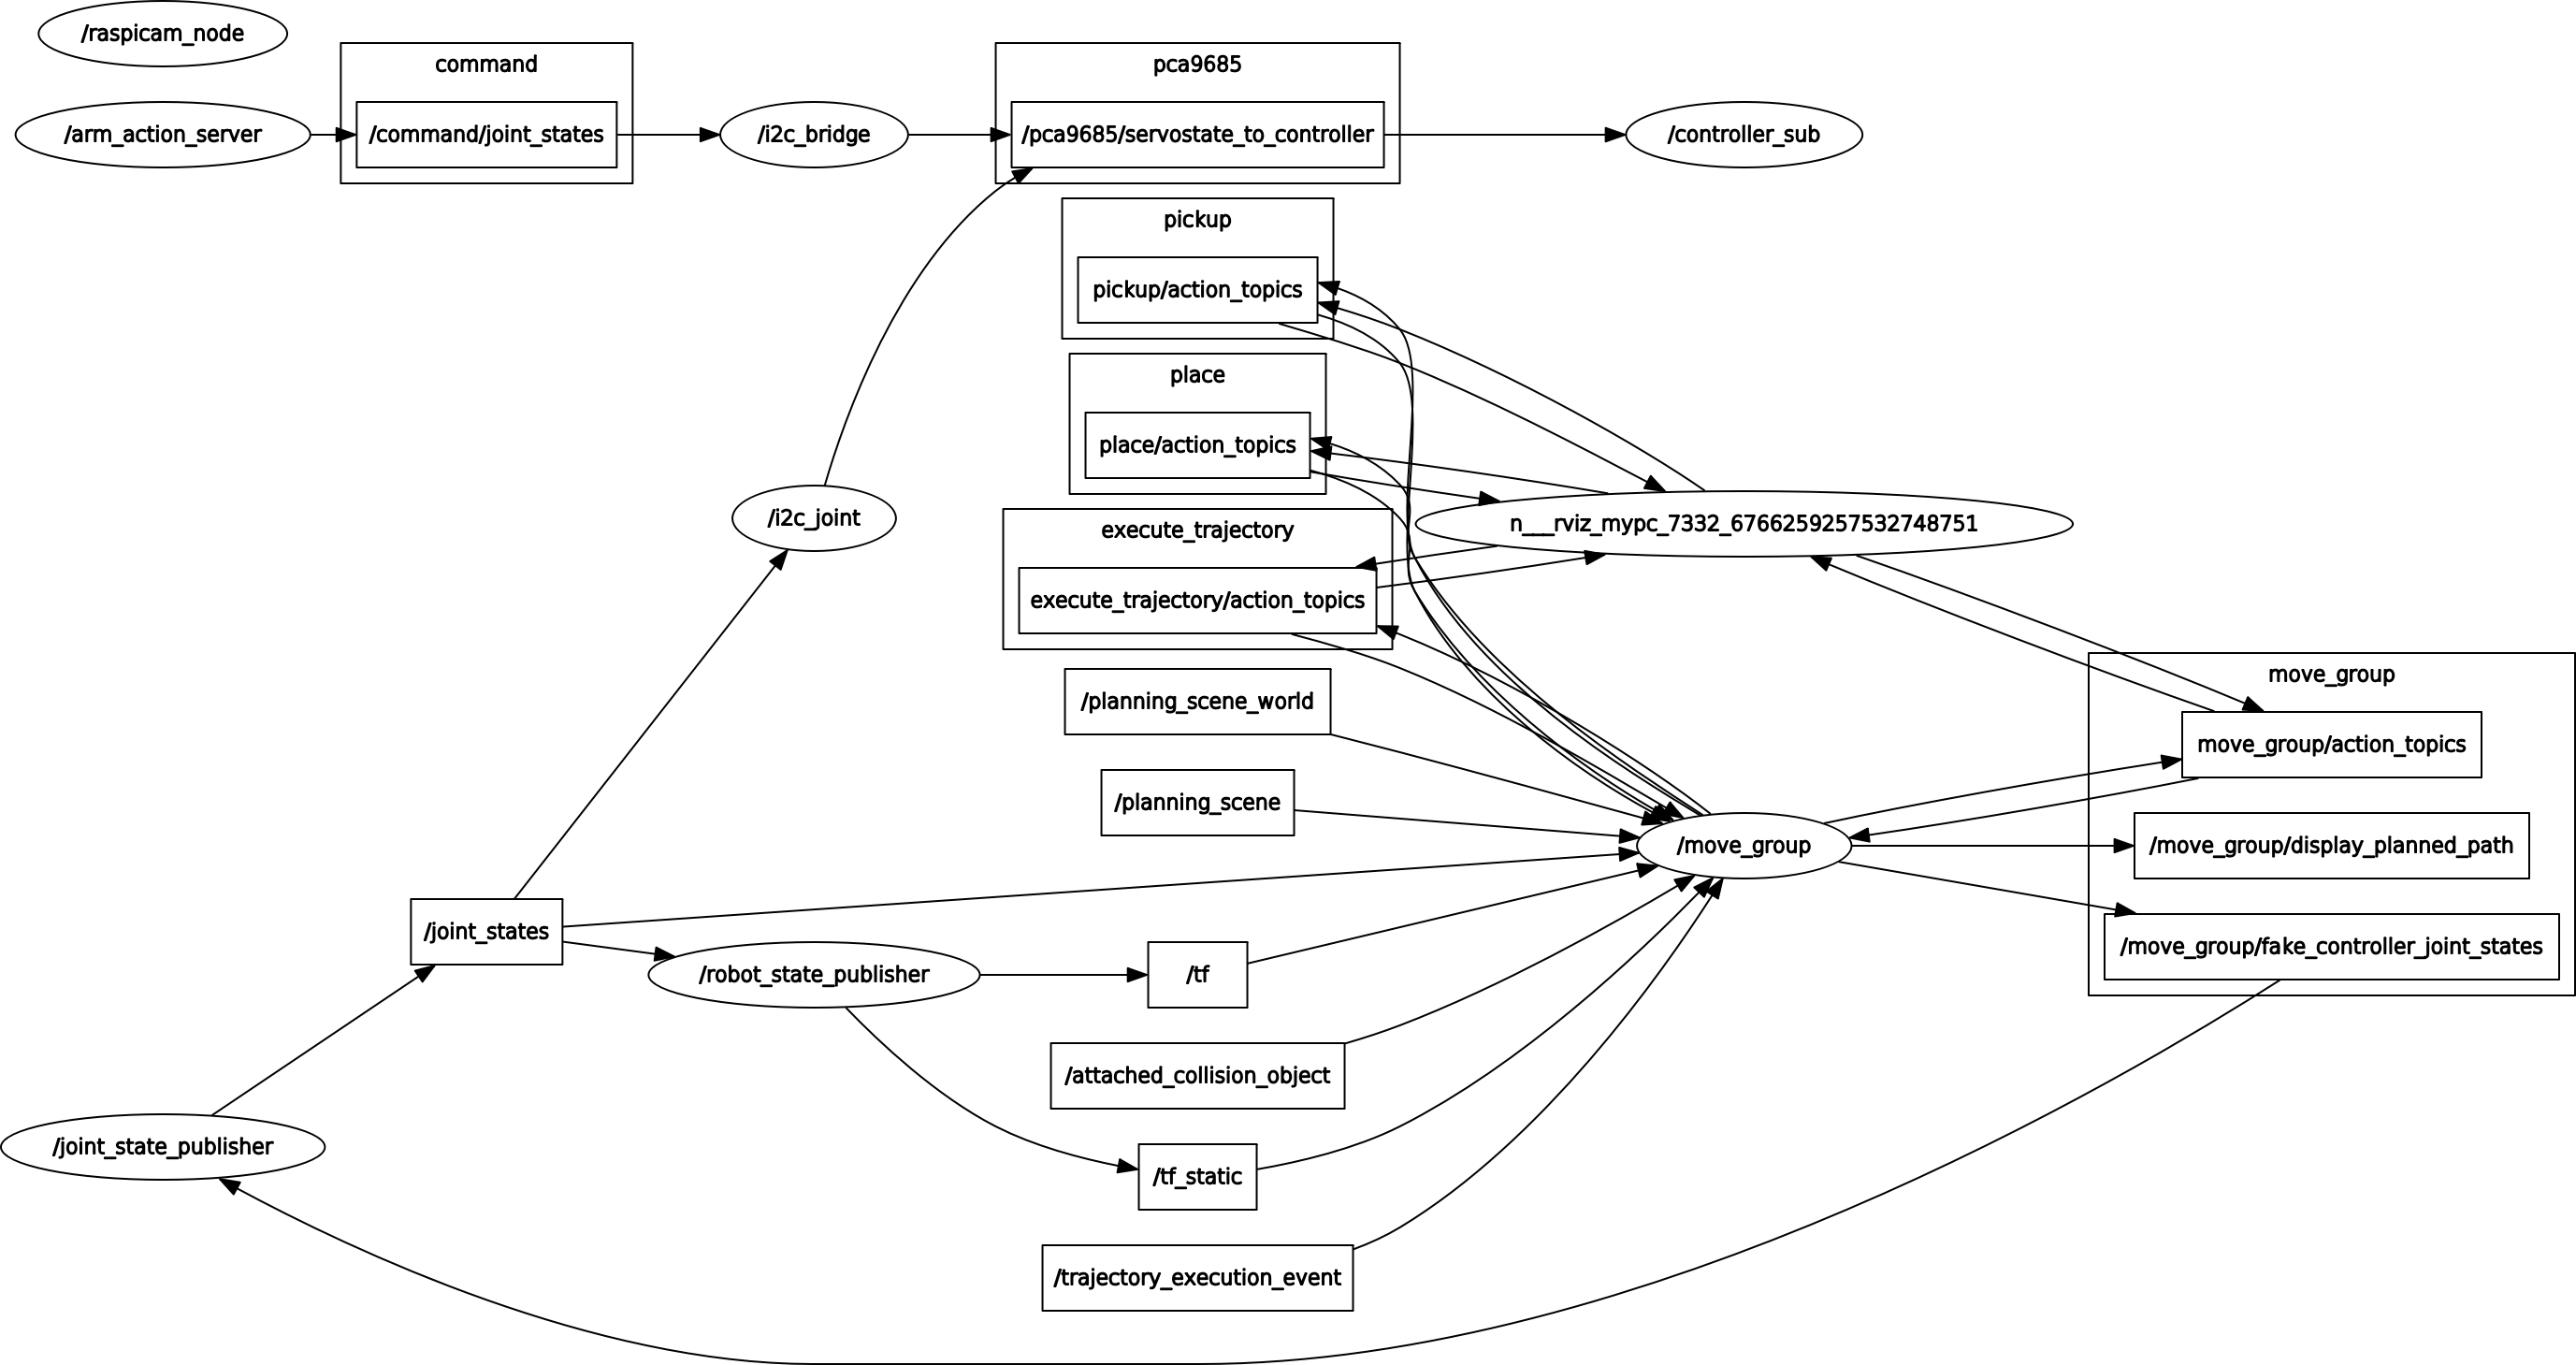 /raspicam_node
command
pca9685
/arm_action_server
/command/joint_states
/i2c_bridge
/pca9685/servostate_to_controller
/controller_sub
pickup
pickup/action_topics
place
place/action_topics
/i2c_joint
execute_trajectory
n___rviz_mypc_7332_6766259257532748751
execute_trajectory/action_topics
/planning_scene_world
move_group
move_group/action_topics
/planning_scene
/move_group
/move_group/display_planned_path
/joint_states
/move_group/fake_controller_joint_states
/robot_state_publisher
/tf
/attached_collision_object
/joint_state_publisher
/tf_static
/trajectory_execution_event